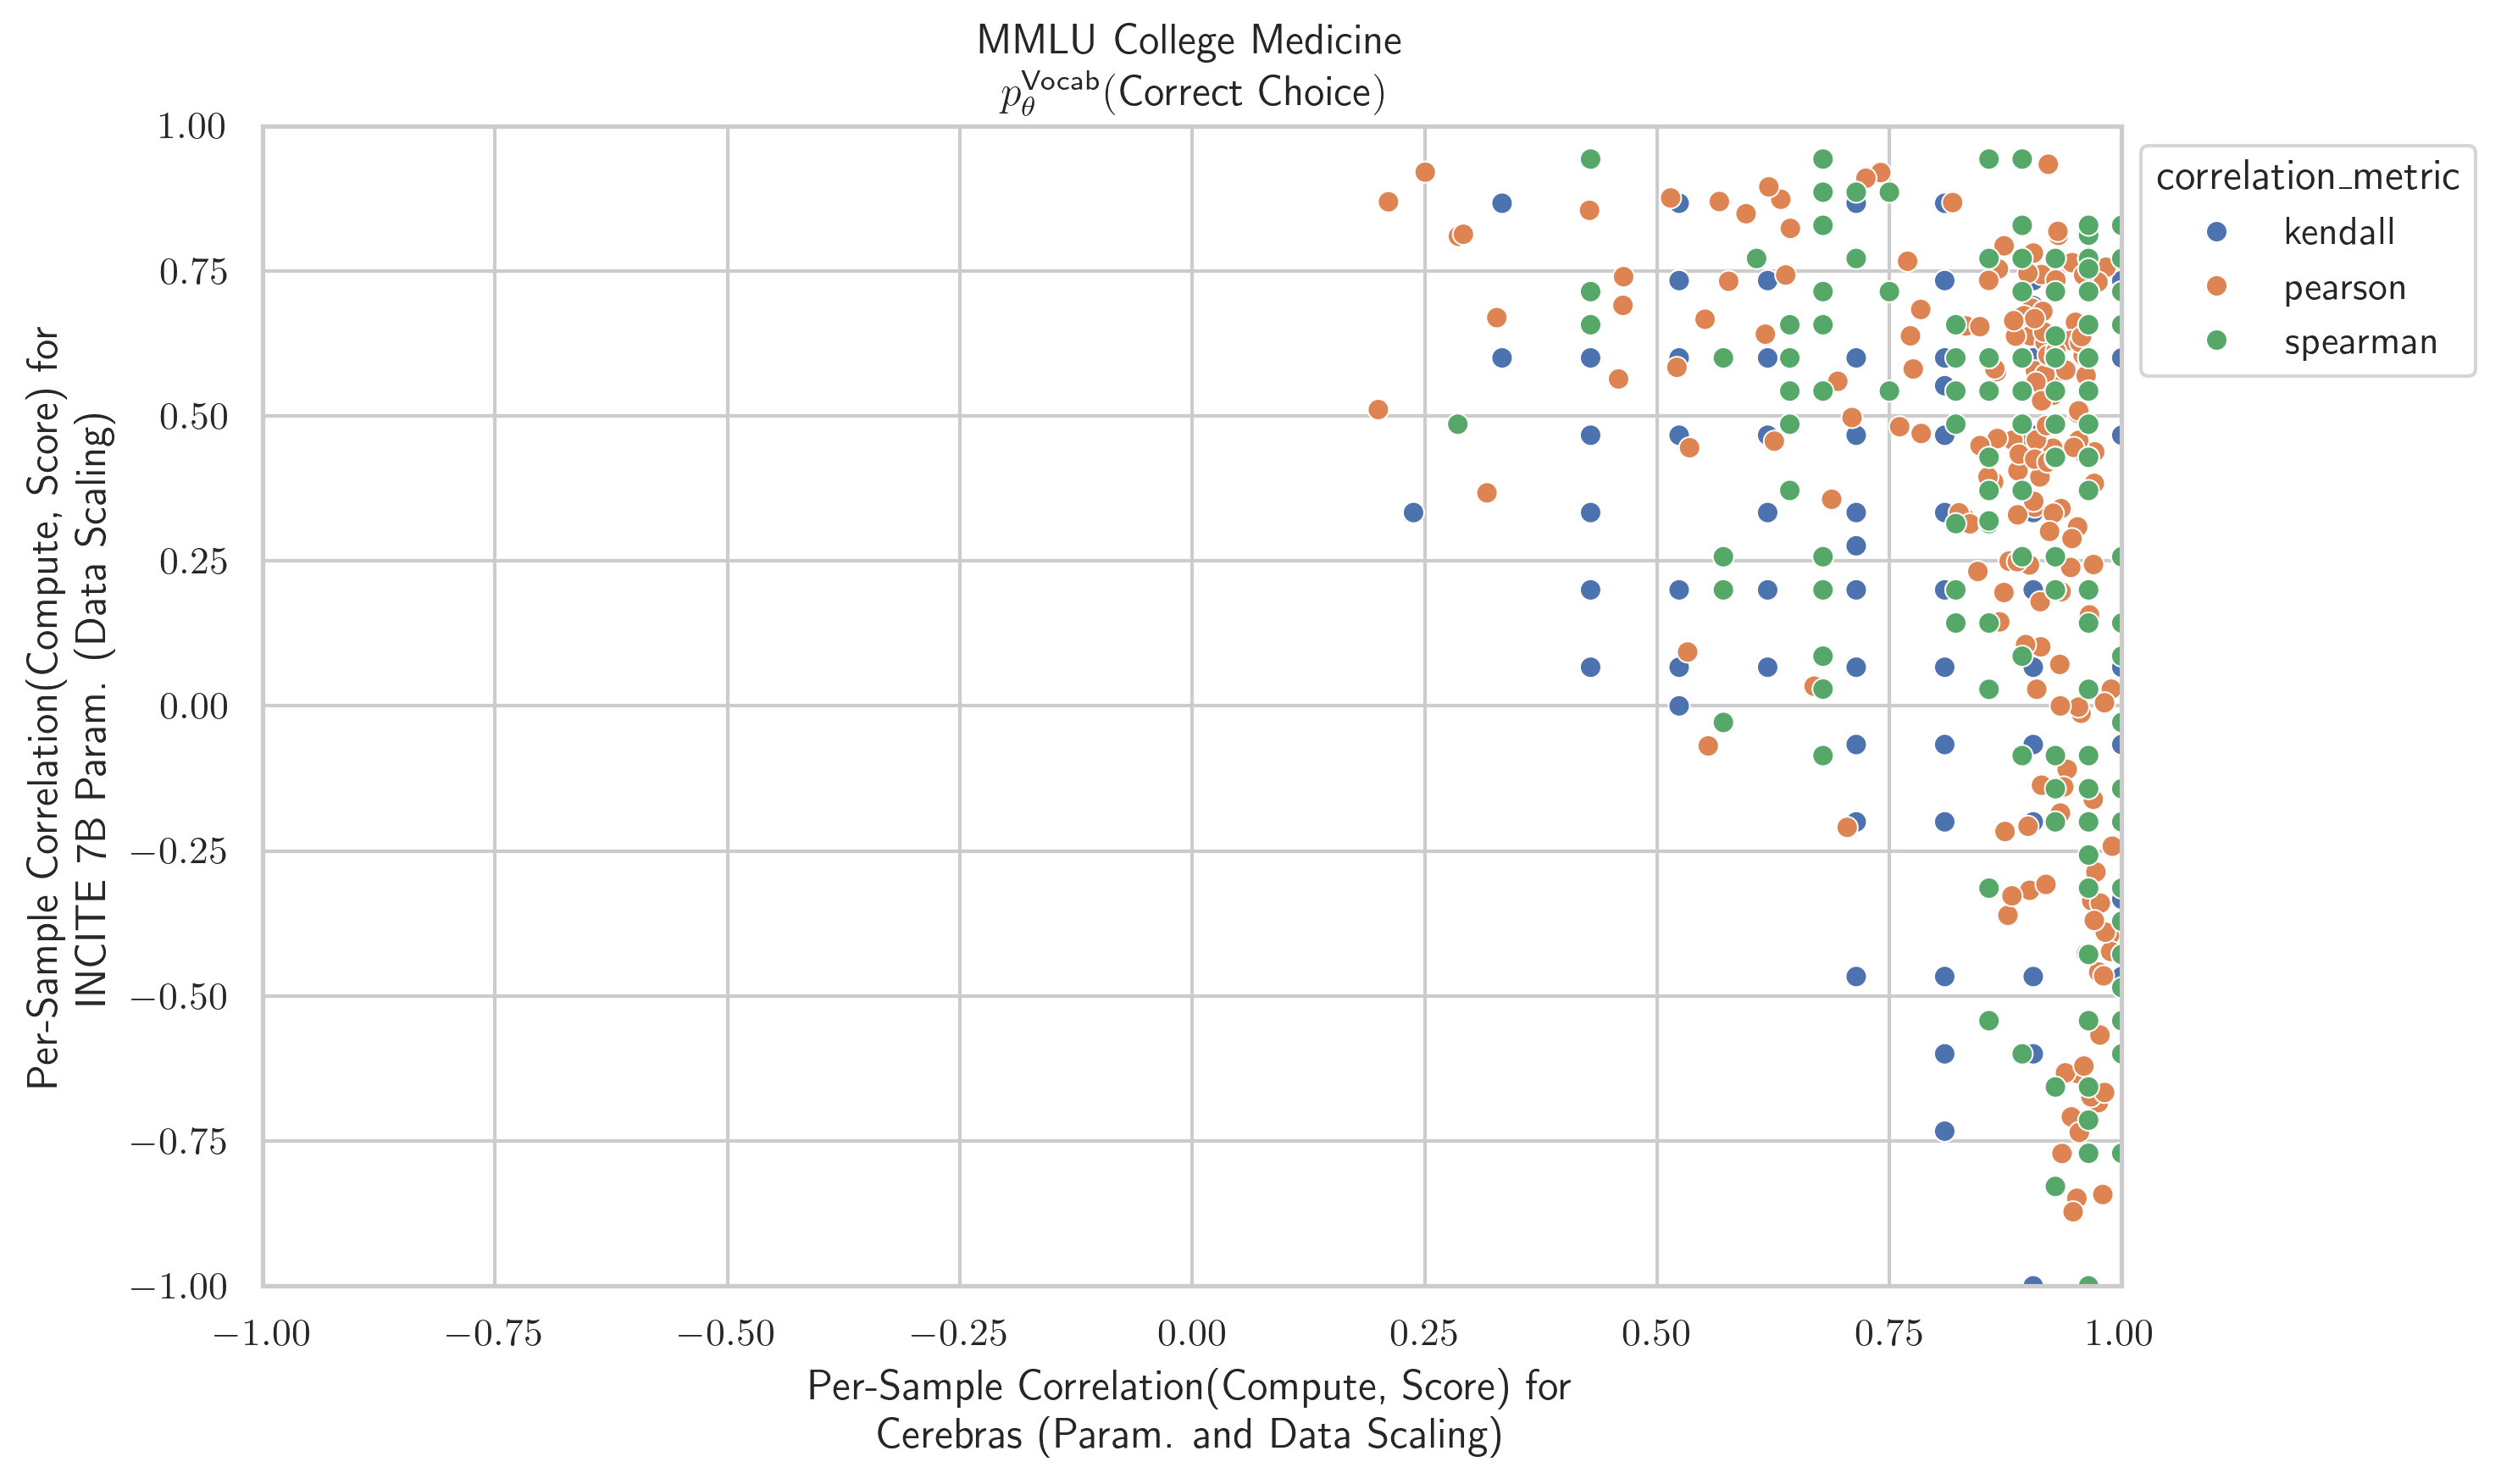 MMLU College Medicine
p_θ^Vocab(Correct Choice)
1.00
0.75
0.50
0.25
0.00
−0.25
−0.50
−0.75
−1.00
Per-Sample Correlation(Compute, Score) for
INCITE 7B Param. (Data Scaling)
−1.00
−0.75
−0.50
−0.25
0.00
0.25
0.50
0.75
1.00
Per-Sample Correlation(Compute, Score) for
Cerebras (Param. and Data Scaling)
correlation_metric
kendall
pearson
spearman